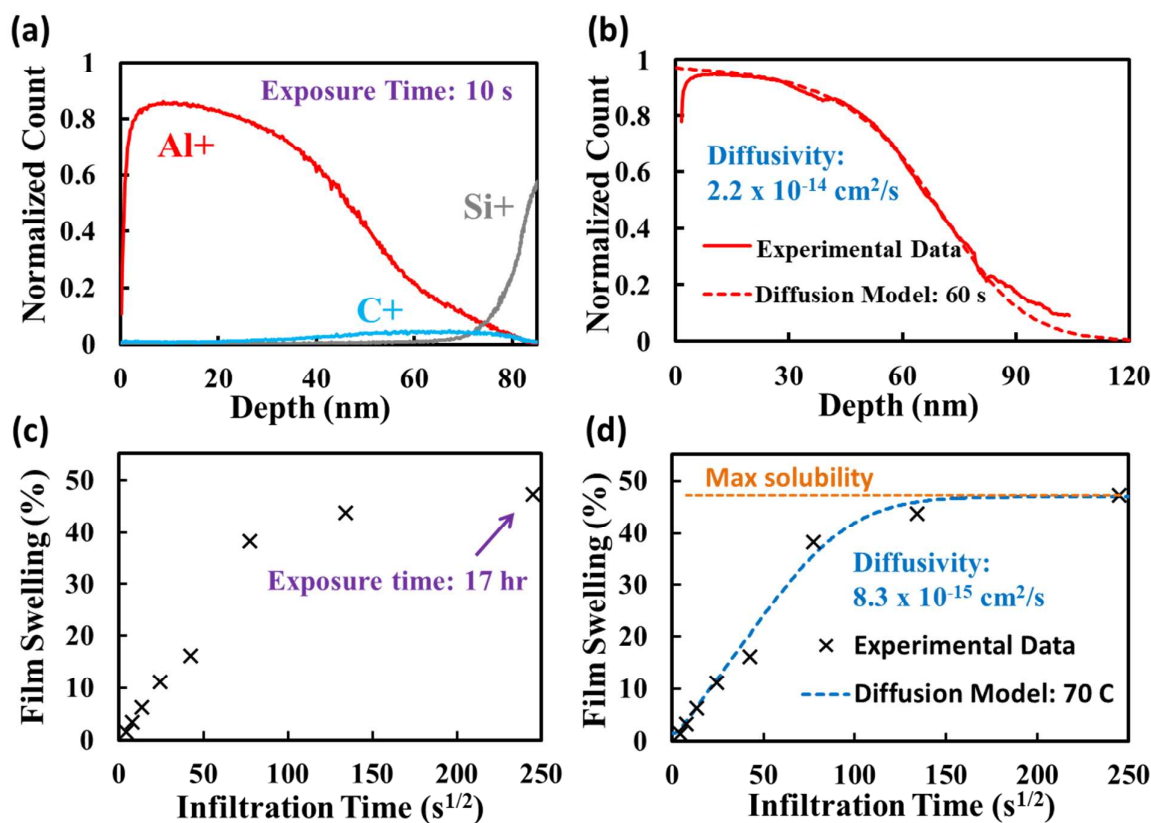 (a)
Normalized Count
1
0.8
0.6
0.4
0.2
0
Exposure Time: 10 s
Al+
Si+
C+
0 20 40 60 80
Depth (nm)
(b)
Normalized Count
1
0.8
0.6
0.4
0.2
0
Diffusivity:
2.2 x 10⁻¹⁴ cm²/s
Experimental Data
Diffusion Model: 60 s
0 30 60 90 120
Depth (nm)
(c)
Film Swelling (%)
50
40
30
20
10
0
Exposure time: 17 hr
0 50 100 150 200 250
Infiltration Time (s¹/²)
(d)
Film Swelling (%)
50
40
30
20
10
0
Max solubility
Diffusivity:
8.3 x 10⁻¹⁵ cm²/s
Experimental Data
Diffusion Model: 70 C
0 50 100 150 200 250
Infiltration Time (s¹/²)